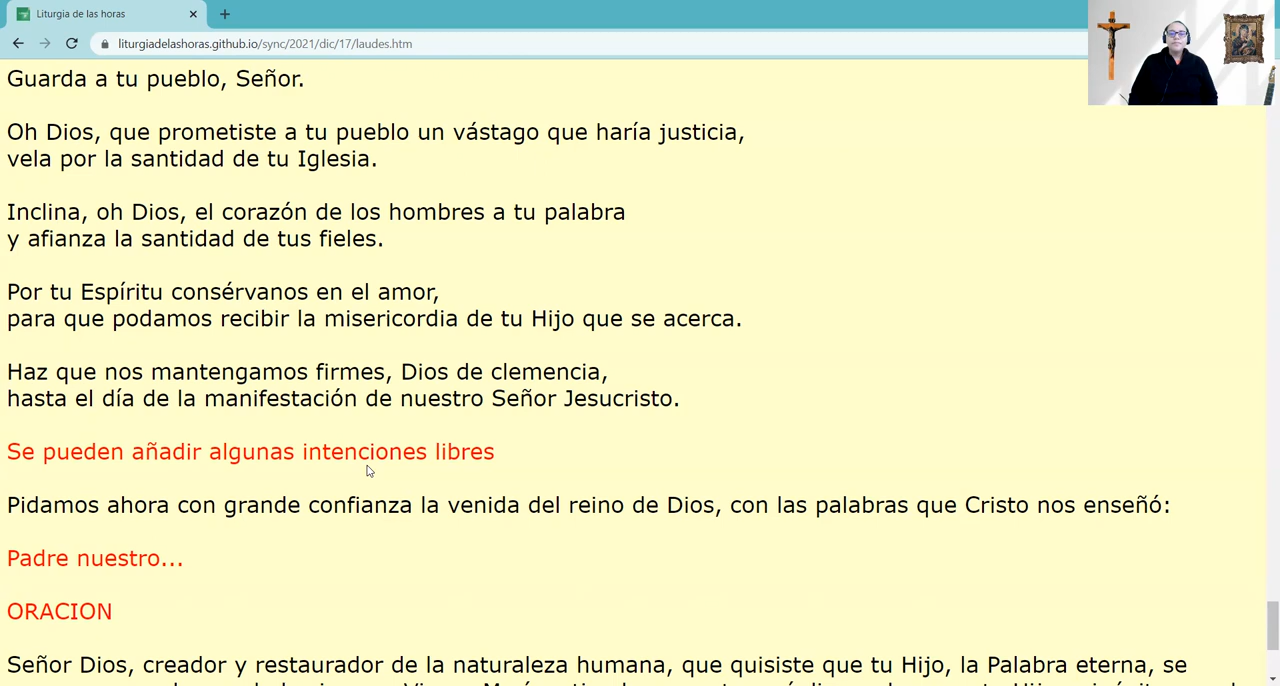 Liturgia de las horas
liturgiadelashoras.github.io/sync/2021/dic/17/laudes.htm
Guarda a tu pueblo, Señor.
Oh Dios, que prometiste a tu pueblo un vástago que haría justicia,
vela por la santidad de tu Iglesia.
Inclina, oh Dios, el corazón de los hombres a tu palabra
y afianza la santidad de tus fieles.
Por tu Espíritu consérvanos en el amor,
para que podamos recibir la misericordia de tu Hijo que se acerca.
Haz que nos mantengamos firmes, Dios de clemencia,
hasta el día de la manifestación de nuestro Señor Jesucristo.
Se pueden añadir algunas intenciones libres
Pidamos ahora con grande confianza la venida del reino de Dios, con las palabras que Cristo nos enseñó:
Padre nuestro...
ORACION
Señor Dios, creador y restaurador de la naturaleza humana, que quisiste que tu Hijo, la Palabra eterna, se